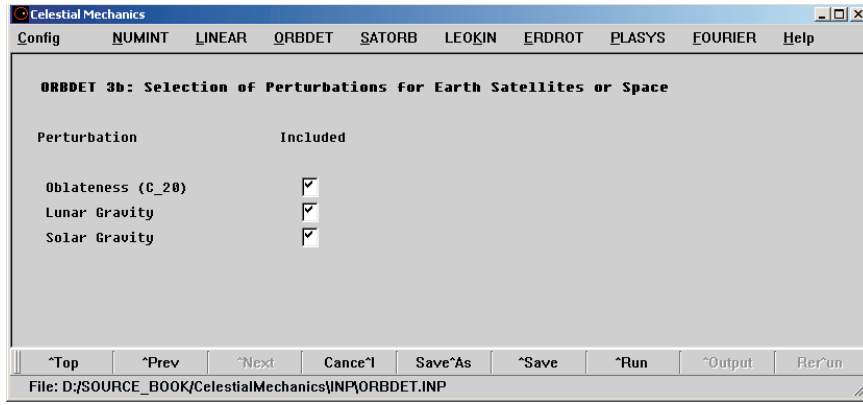 Celestial Mechanics
Config NUMINT LINEAR ORBDET SATORB LEOKIN ERDROT PLASYS FOURIER Help
ORBDET 3b: Selection of Perturbations for Earth Satellites or Space
Perturbation Included
Oblateness (C_20)
Lunar Gravity
Solar Gravity
^Top ^Prev ^Next Cance^l Save^As ^Save ^Run ^Output Rer^un
File: D:/SOURCE_BOOK/CelestialMechanics\INP\ORBDET.INP